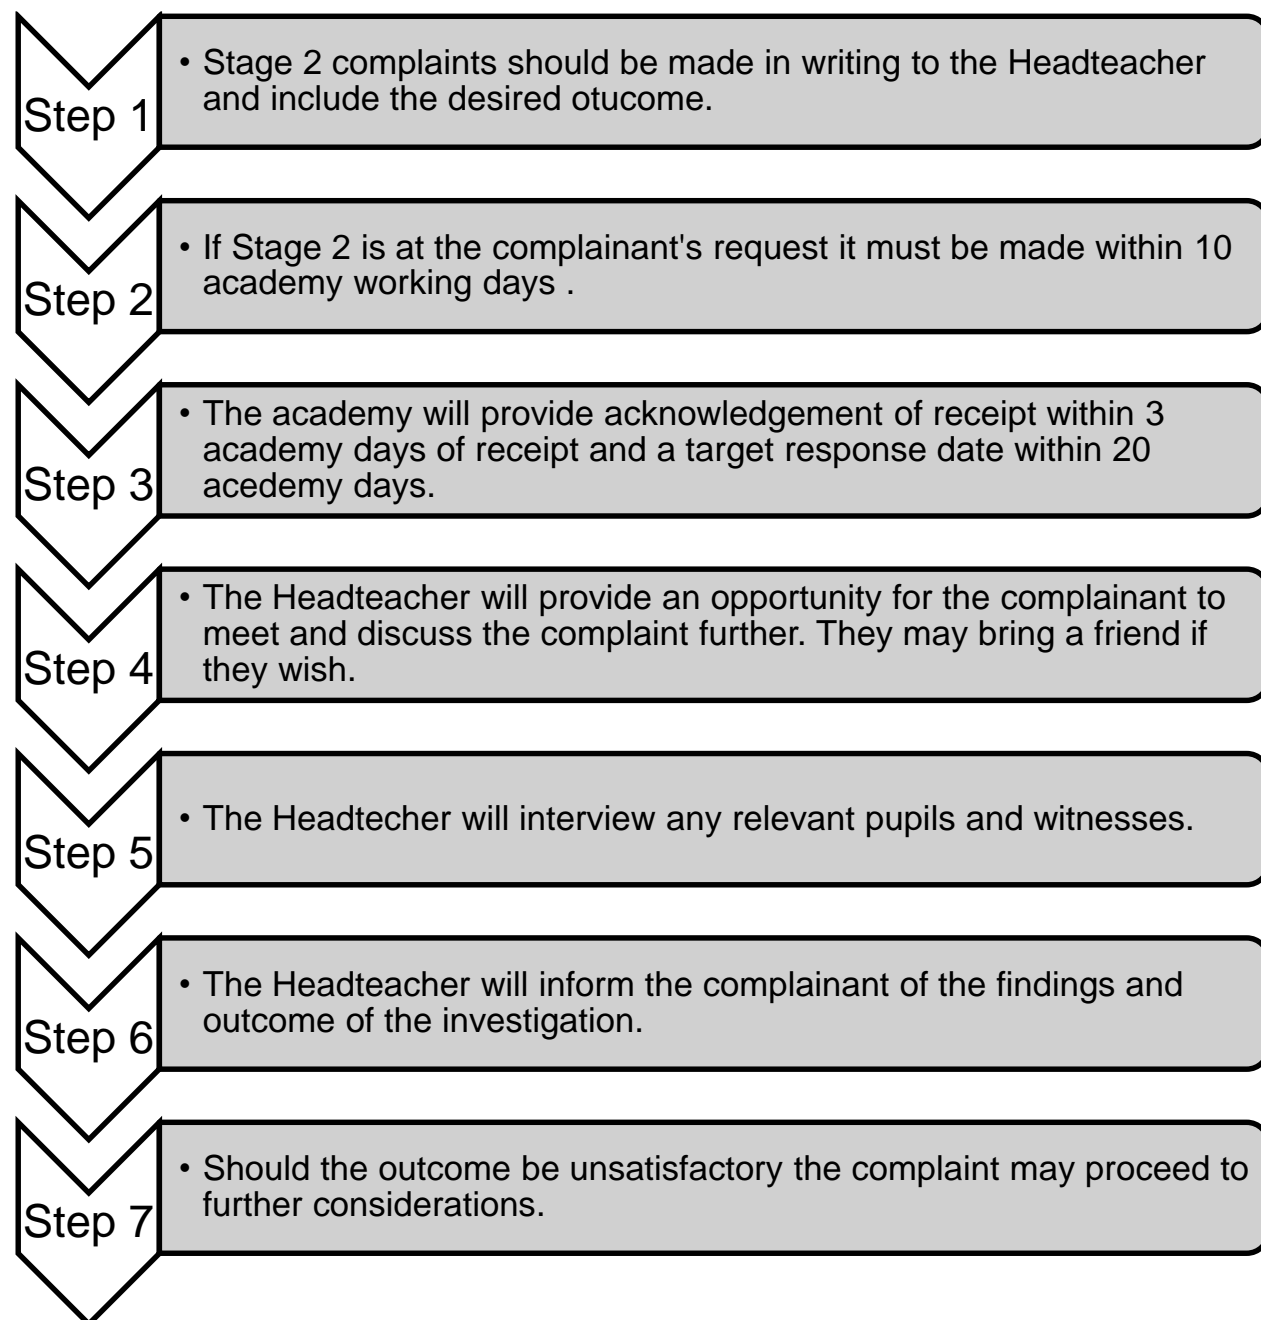 Step 1
• Stage 2 complaints should be made in writing to the Headteacher
and include the desired otucome.
Step 2
• If Stage 2 is at the complainant's request it must be made within 10
academy working days .
Step 3
• The academy will provide acknowledgement of receipt within 3
academy days of receipt and a target response date within 20
acedemy days.
Step 4
• The Headteacher will provide an opportunity for the complainant to
meet and discuss the complaint further. They may bring a friend if
they wish.
Step 5
• The Headtecher will interview any relevant pupils and witnesses.
Step 6
• The Headteacher will inform the complainant of the findings and
outcome of the investigation.
Step 7
• Should the outcome be unsatisfactory the complaint may proceed to
further considerations.